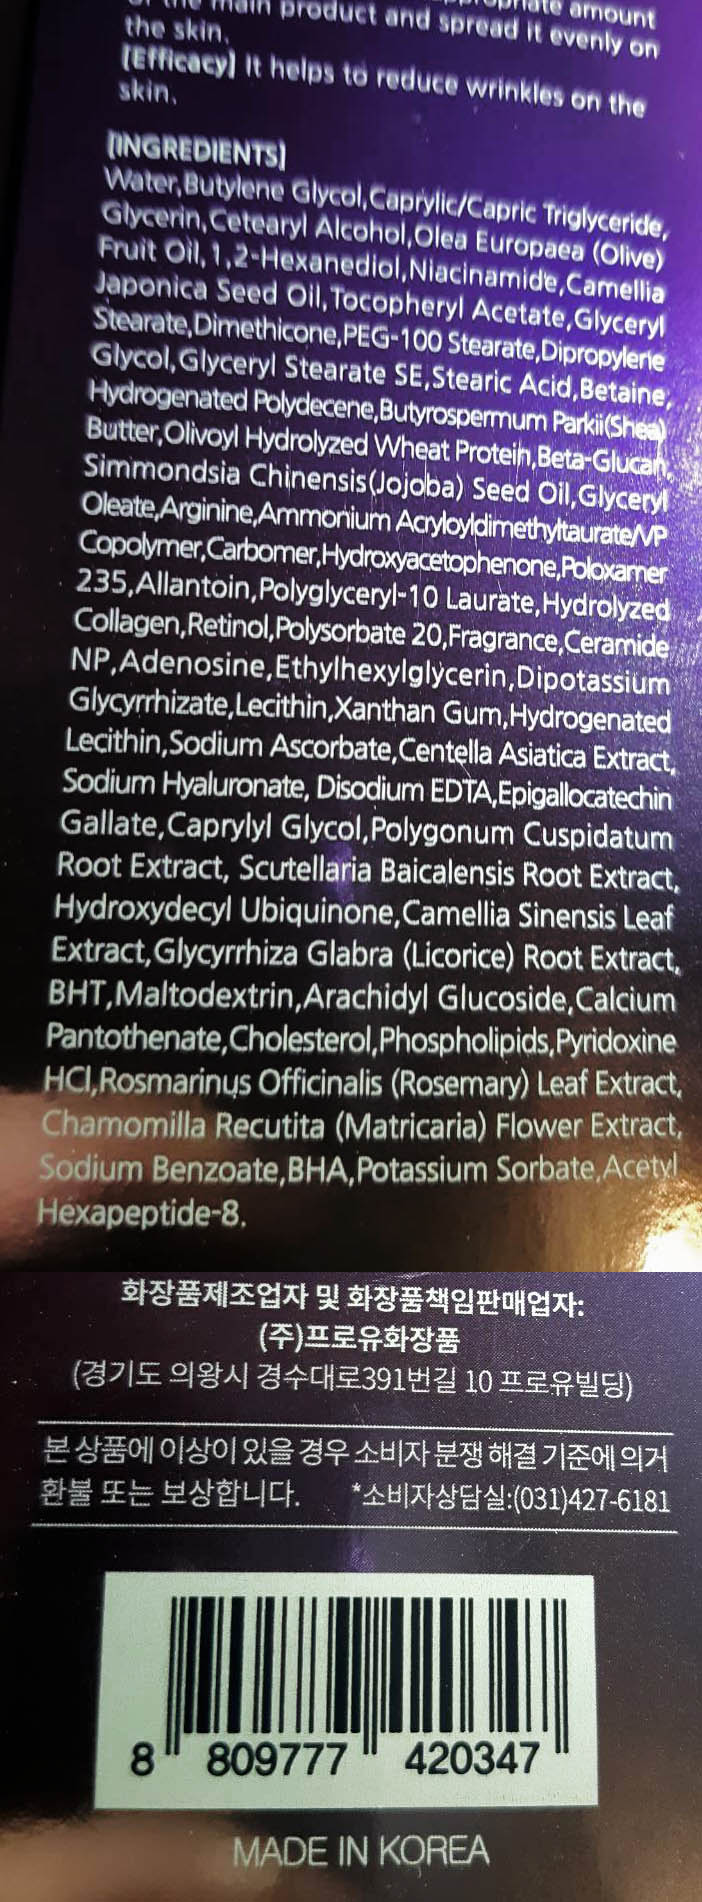 of the main product and spread it evenly on
the skin.
[Efficacy] It helps to reduce wrinkles on the
skin.
[INGREDIENTS]
Water,Butylene Glycol,Caprylic/Capric Triglyceride,
Glycerin,Cetearyl Alcohol,Olea Europaea (Olive)
Fruit Oil,1,2-Hexanediol,Niacinamide,Camellia
Japonica Seed Oil,Tocopheryl Acetate,Glyceryl
Stearate,Dimethicone,PEG-100 Stearate,Dipropylene
Glycol,Glyceryl Stearate SE,Stearic Acid,Betaine,
Hydrogenated Polydecene,Butyrospermum Parkii(Shea)
Butter,Olivoyl Hydrolyzed Wheat Protein,Beta-Glucan,
Simmondsia Chinensis(Jojoba) Seed Oil,Glyceryl
Oleate,Arginine,Ammonium Acryloyldimethyltaurate/VP
Copolymer,Carbomer,Hydroxyacetophenone,Poloxamer
235,Allantoin,Polyglyceryl-10 Laurate,Hydrolyzed
Collagen,Retinol,Polysorbate 20,Fragrance,Ceramide
NP,Adenosine,Ethylhexylglycerin,Dipotassium
Glycyrrhizate,Lecithin,Xanthan Gum,Hydrogenated
Lecithin,Sodium Ascorbate,Centella Asiatica Extract,
Sodium Hyaluronate, Disodium EDTA,Epigallocatechin
Gallate,Caprylyl Glycol,Polygonum Cuspidatum
Root Extract, Scutellaria Baicalensis Root Extract,
Hydroxydecyl Ubiquinone,Camellia Sinensis Leaf
Extract,Glycyrrhiza Glabra (Licorice) Root Extract,
BHT,Maltodextrin,Arachidyl Glucoside,Calcium
Pantothenate,Cholesterol,Phospholipids,Pyridoxine
HCl,Rosmarinus Officinalis (Rosemary) Leaf Extract,
Chamomilla Recutita (Matricaria) Flower Extract,
Sodium Benzoate,BHA,Potassium Sorbate,Acetyl
Hexapeptide-8.
화장품제조업자 및 화장품책임판매업자:
(주)프로유화장품
(경기도 의왕시 경수대로391번길 10 프로유빌딩)
본 상품에 이상이 있을 경우 소비자 분쟁 해결 기준에 의거
환불 또는 보상합니다. *소비자상담실:(031)427-6181
8 809777 420347
MADE IN KOREA